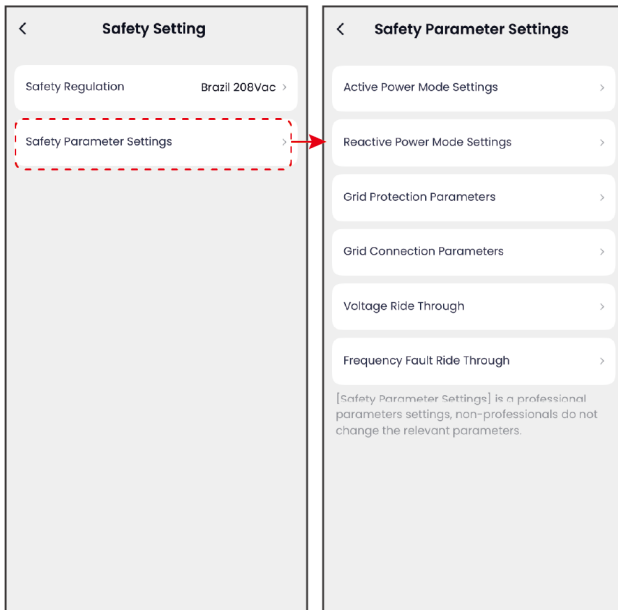 Safety Setting
Safety Regulation Brazil 208Vac
Safety Parameter Settings
Safety Parameter Settings
Active Power Mode Settings
Reactive Power Mode Settings
Grid Protection Parameters
Grid Connection Parameters
Voltage Ride Through
Frequency Fault Ride Through
[Safety Parameter Settings] is a professional
parameters settings, non-professionals do not
change the relevant parameters.